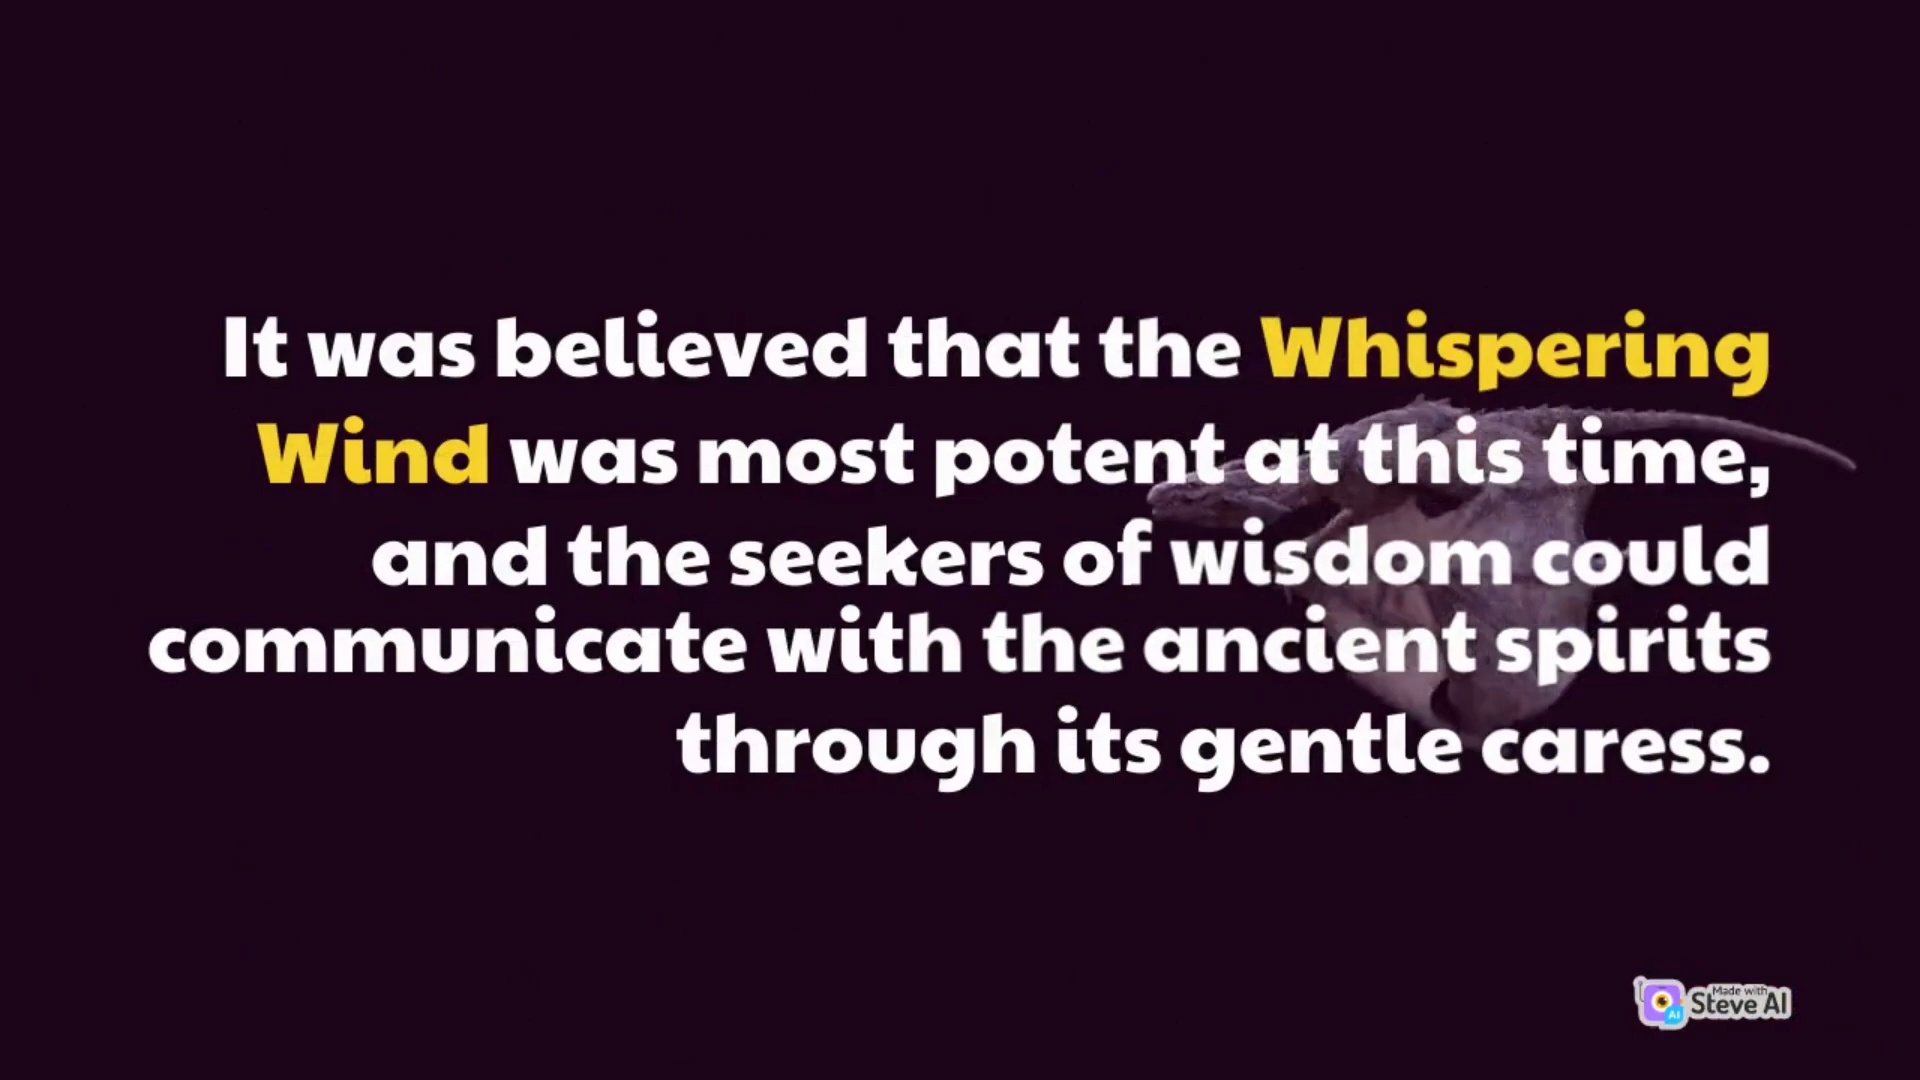 It was believed that the Whispering
Wind was most potent at this time,
and the seekers of wisdom could
communicate with the ancient spirits
through its gentle caress.
Made with
Steve AI
AI